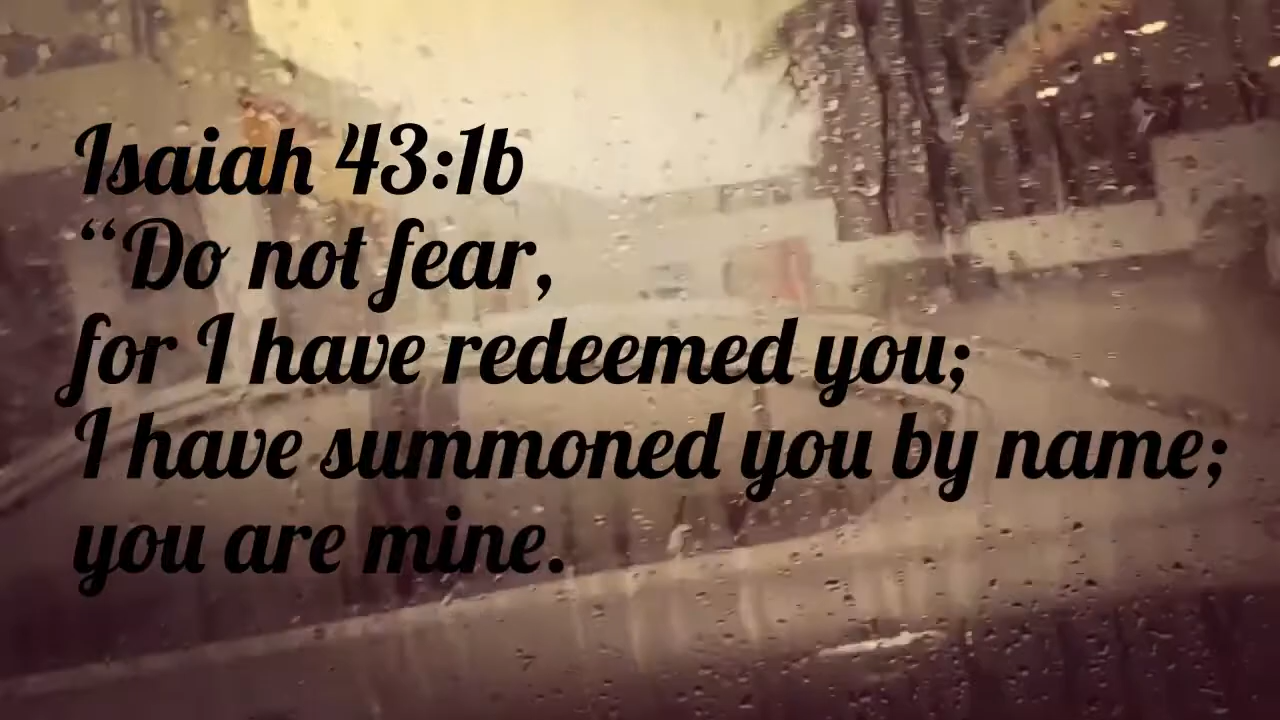 Isaiah 43:1b
“Do not fear,
for I have redeemed you;
I have summoned you by name;
you are mine.